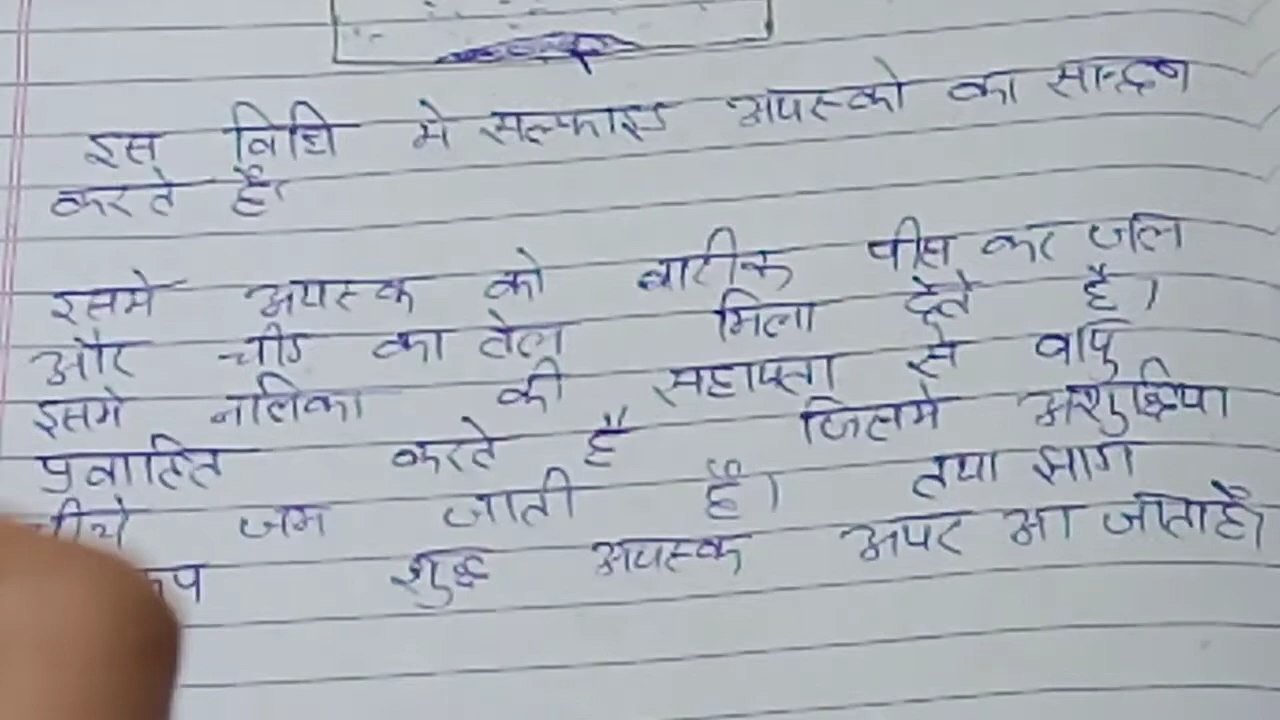 इस विधि मे सल्फाइड अयस्को का सान्द्रण
करते है।
इसमे अयस्क को बारीक पीस कर जल
और चीड का तेल मिला देते है।
इसमे नलिका की सहायता से वायु
प्रवाहित करते है जिसमे अशुद्धिया
नीचे जम जाती है। तथा झाग
शुद्ध अयस्क ऊपर आ जाता है।